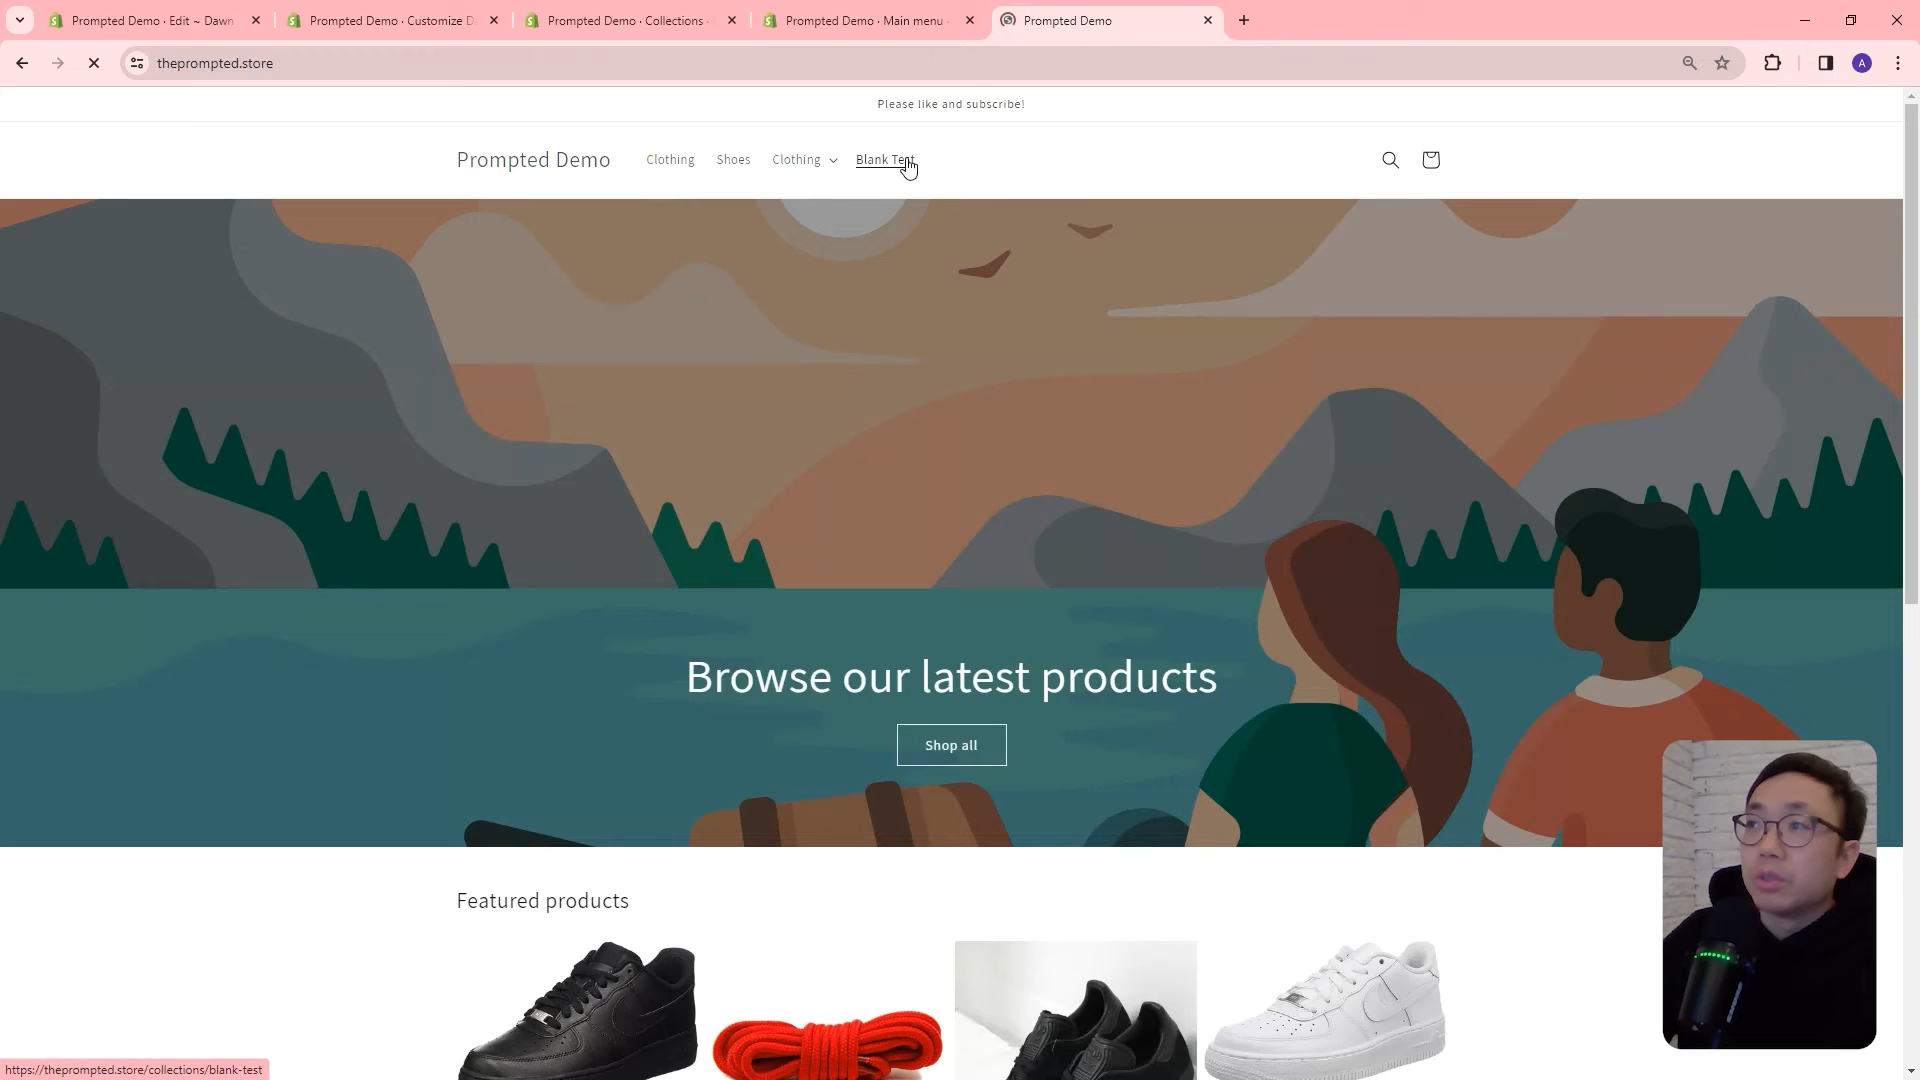 Prompted Demo · Edit ~ Dawn
Prompted Demo · Customize D
Prompted Demo · Collections ·
Prompted Demo · Main menu ·
Prompted Demo
theprompted.store
A
Please like and subscribe!
Prompted Demo
Clothing
Shoes
Clothing
Blank Test
Browse our latest products
Shop all
Featured products
https://theprompted.store/collections/blank-test